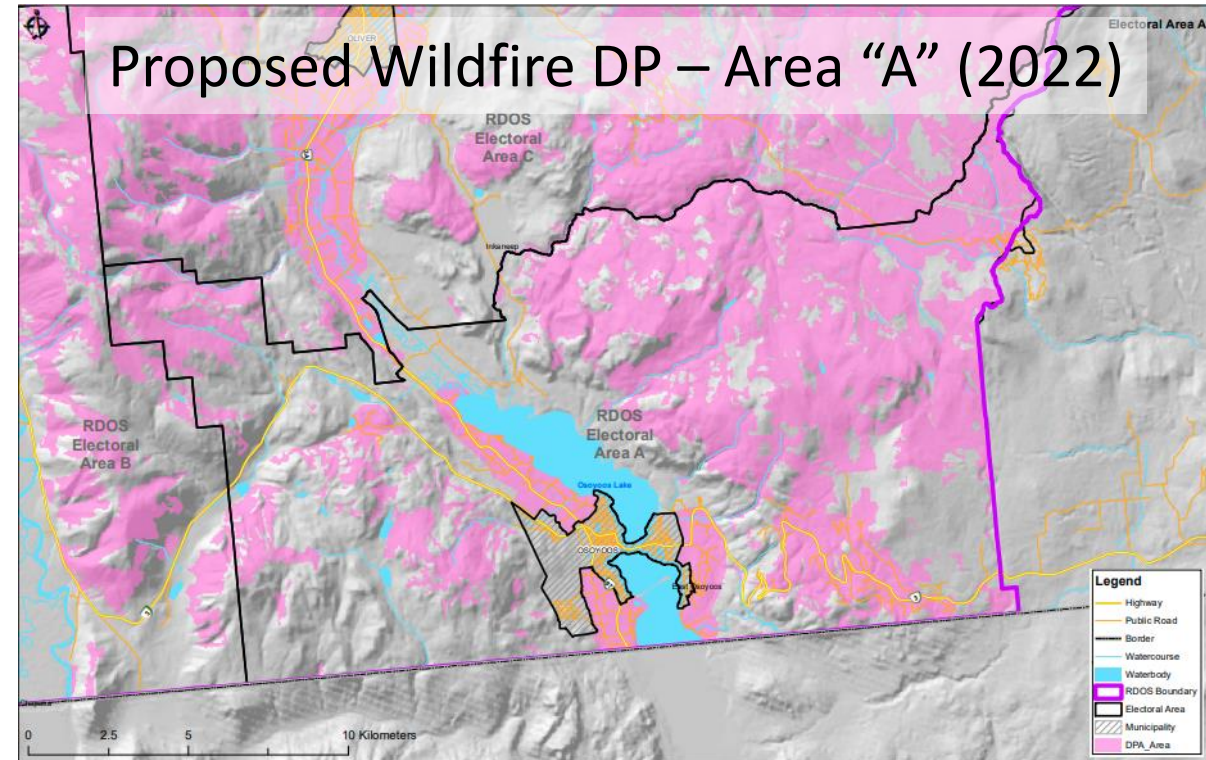 Electoral Area A
OLIVER
Proposed Wildfire DP – Area “A” (2022)
RDOS
Electoral
Area C
Inkaneep
RDOS
Electoral
Area B
RDOS
Electoral
Area A
Osoyoos Lake
OSOYOOS
East Osoyoos
3
3
Legend
Highway
Public Road
Border
Watercourse
Waterbody
RDOS Boundary
Electoral Area
Municipality
DPA_Area
0 2.5 5 10 Kilometers